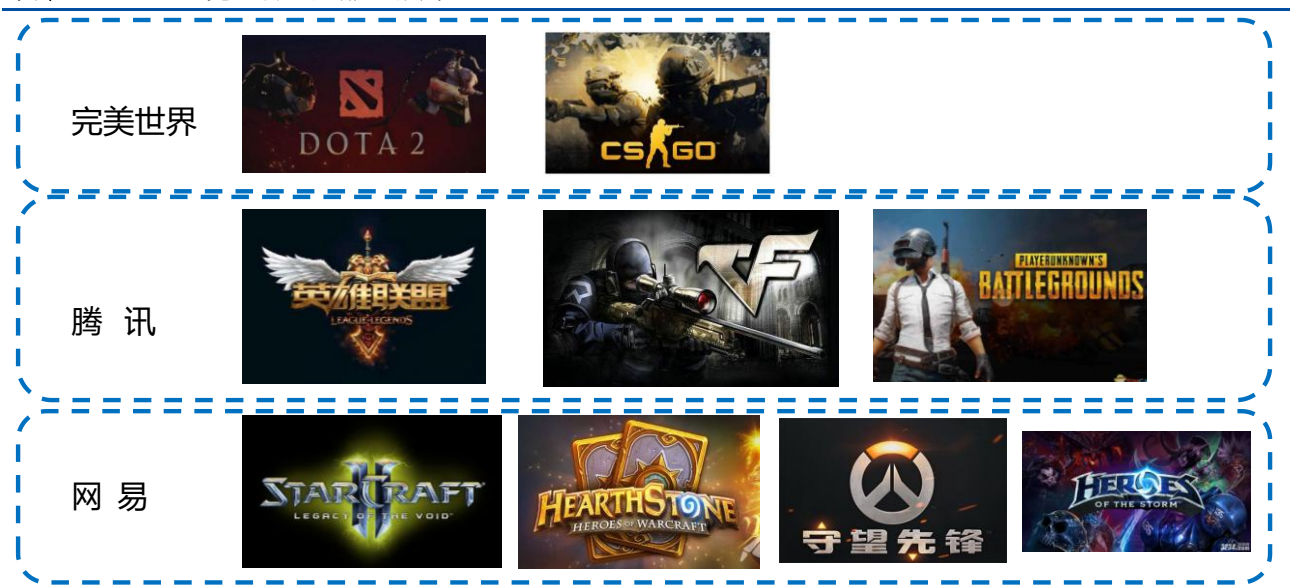 完美世界
DOTA 2
CS GO
腾 讯
英雄联盟
LEAGUE OF LEGENDS
CF
PLAYERUNKNOWN'S
BATTLEGROUNDS
网 易
STARCRAFT
II
LEGACY OF THE VOID
HEARTHSTONE
HEROES OF WARCRAFT
守望先锋
HEROES
OF THE STORM